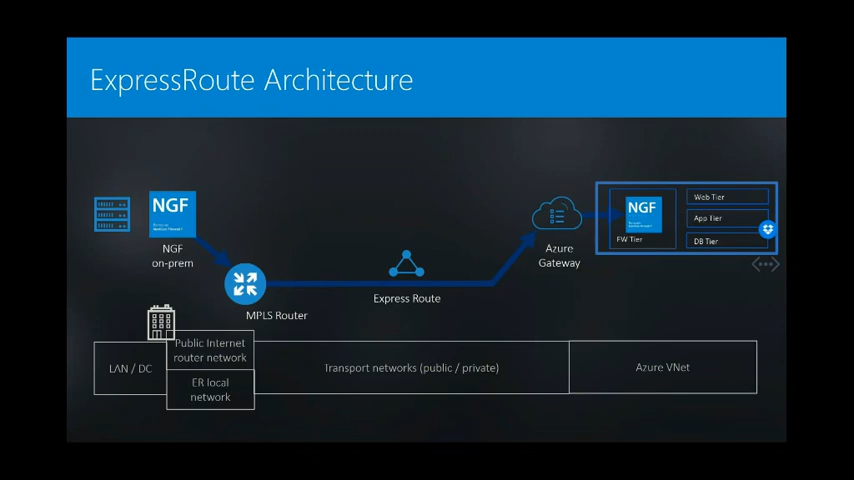 ExpressRoute Architecture
NGF
NGF
on-prem
MPLS Router
Express Route
Azure
Gateway
NGF
FW Tier
Web Tier
App Tier
DB Tier
LAN / DC
Public Internet
router network
ER local
network
Transport networks (public / private)
Azure VNet